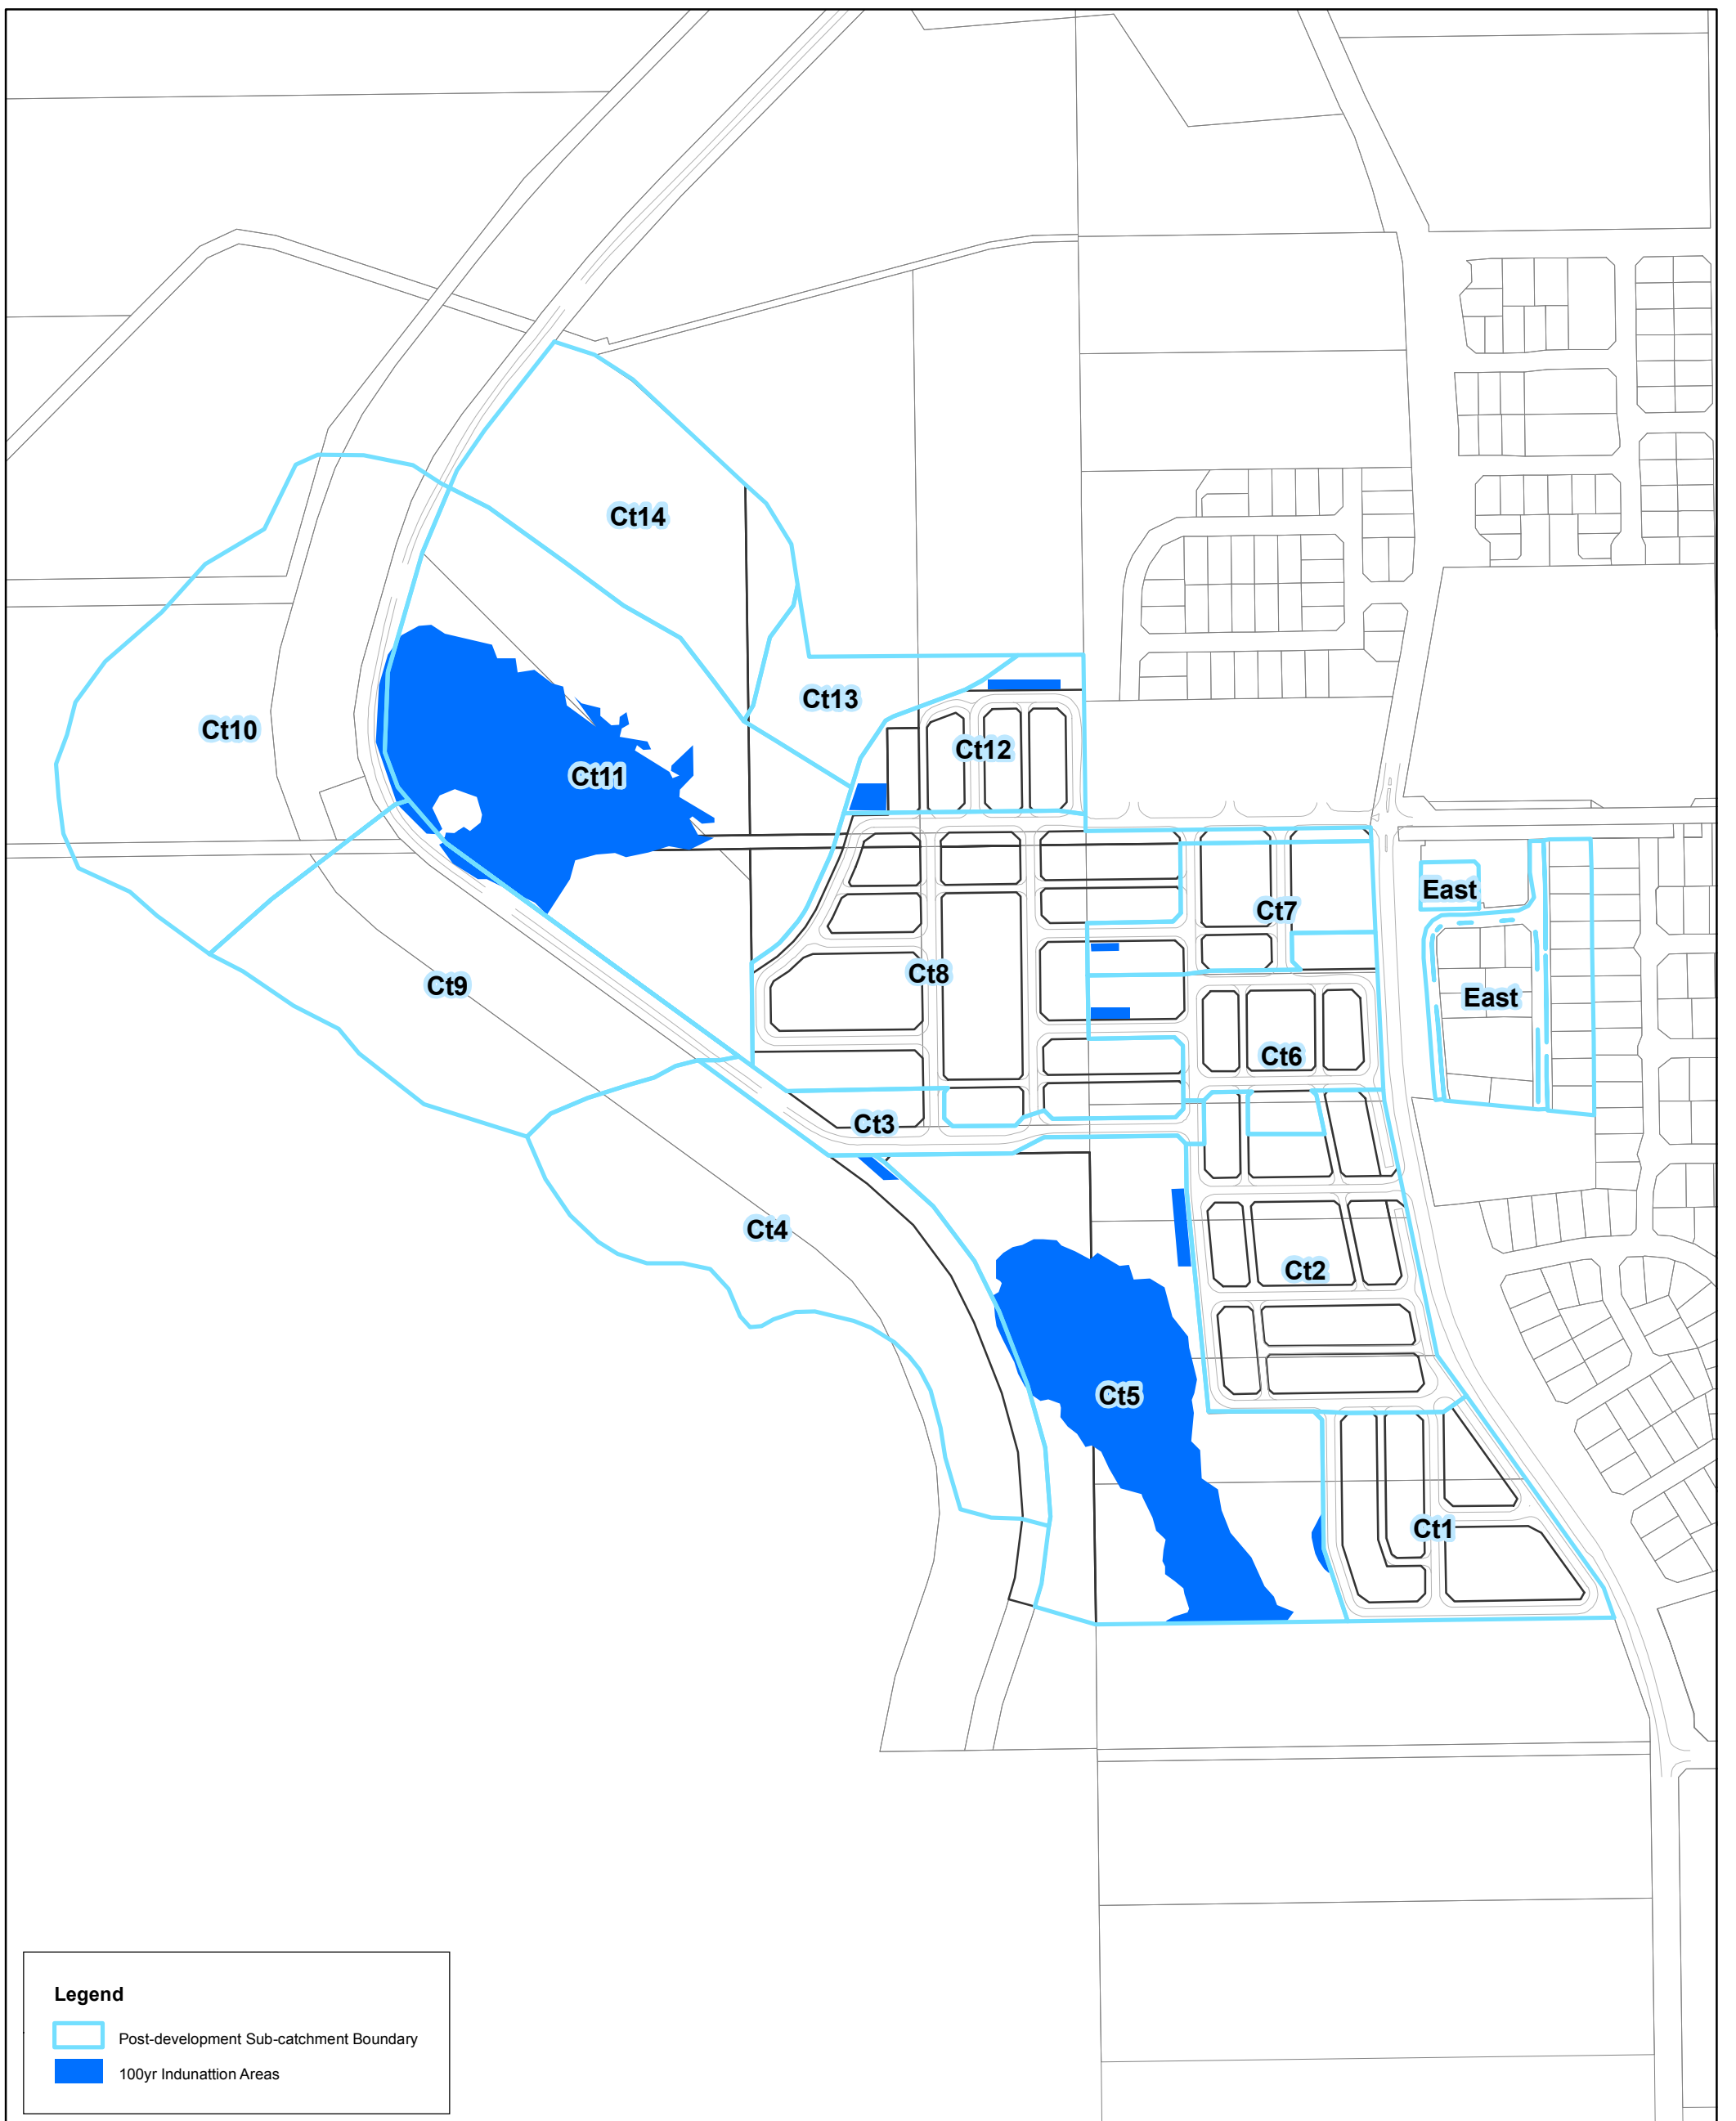 Ct14
Ct13
Ct10
Ct12
Ct11
East
Ct7
Ct8
Ct9
East
Ct6
Ct3
Ct4
Ct2
Ct5
Ct1
Legend
Post-development Sub-catchment Boundary
100yr Indunattion Areas